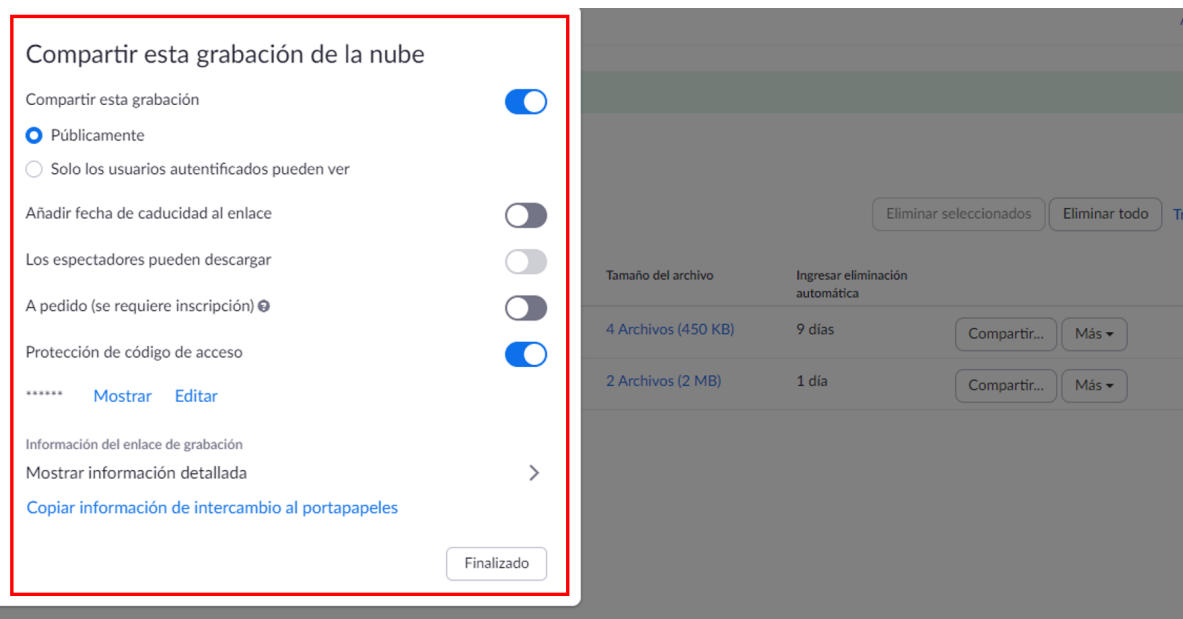 Compartir esta grabación de la nube
Compartir esta grabación
Públicamente
Solo los usuarios autentificados pueden ver
Añadir fecha de caducidad al enlace
Los espectadores pueden descargar
A pedido (se requiere inscripción)
Protección de código de acceso
****** Mostrar Editar
Información del enlace de grabación
Mostrar información detallada
Copiar información de intercambio al portapapeles
Finalizado
Eliminar seleccionados Eliminar todo
Tamaño del archivo Ingresar eliminación
automática
4 Archivos (450 KB) 9 días Compartir... Más
2 Archivos (2 MB) 1 día Compartir... Más